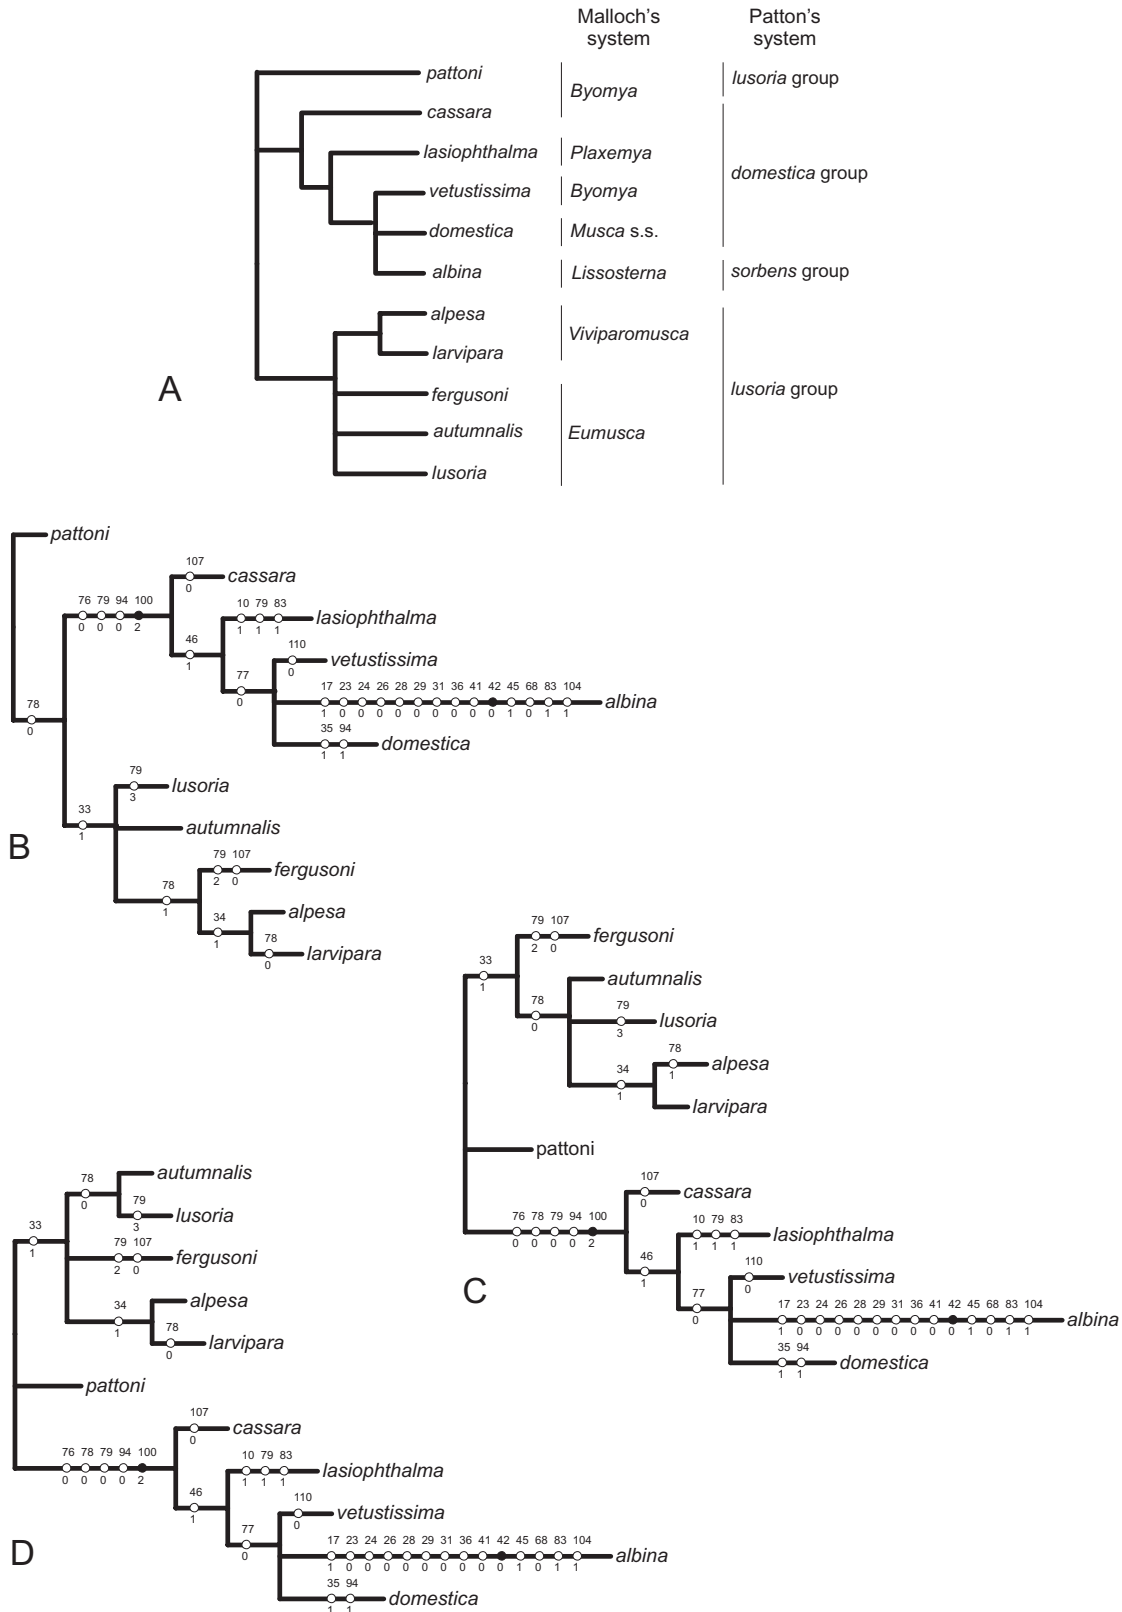 Malloch's Patton's
system system
pattoni
lusoria group
Byomya
cassara
lasiophthalma Plaxemya
domestica group
vetustissima Byomya
domestica Musca s.s.
albina Lissosterna sorbens group
alpesa
Viviparomusca
larvipara
A
lusoria group
fergusoni
autumnalis Eumusca
lusoria
pattoni
107
cassara
0
76 79 94 100
0 0 0 2
10 79 83
lasiophthalma
1 1 1
46
1
110
vetustissima
0
77
0
17 23 24 26 28 29 31 36 41 42 45 68 83 104
albina
1 0 0 0 0 0 0 0 0 0 1 0 1 1
78
0
35 94
domestica
1 1
79
lusoria
3
33
1
autumnalis
B
79 107
fergusoni
2 0
78
1
alpesa
34
1
78
larvipara
0
79 107
fergusoni
2 0
33
1
autumnalis
78
0
79
lusoria
3
78
alpesa
1
34
1
larvipara
pattoni
107
cassara
0
76 78 79 94 100
0 0 0 0 2
10 79 83
lasiophthalma
1 1 1
46
1
110
vetustissima
0
C
77
0
17 23 24 26 28 29 31 36 41 42 45 68 83 104
albina
1 0 0 0 0 0 0 0 0 0 1 0 1 1
35 94
domestica
1 1
autumnalis
78
0
79
lusoria
3
33
1
79 107
fergusoni
2 0
alpesa
34
1
78
larvipara
0
pattoni
107
cassara
0
76 78 79 94 100
0 0 0 0 2
10 79 83
lasiophthalma
1 1 1
46
1
110
vetustissima
0
77
0
D
17 23 24 26 28 29 31 36 41 42 45 68 83 104
albina
1 0 0 0 0 0 0 0 0 0 1 0 1 1
35 94
domestica
1 1